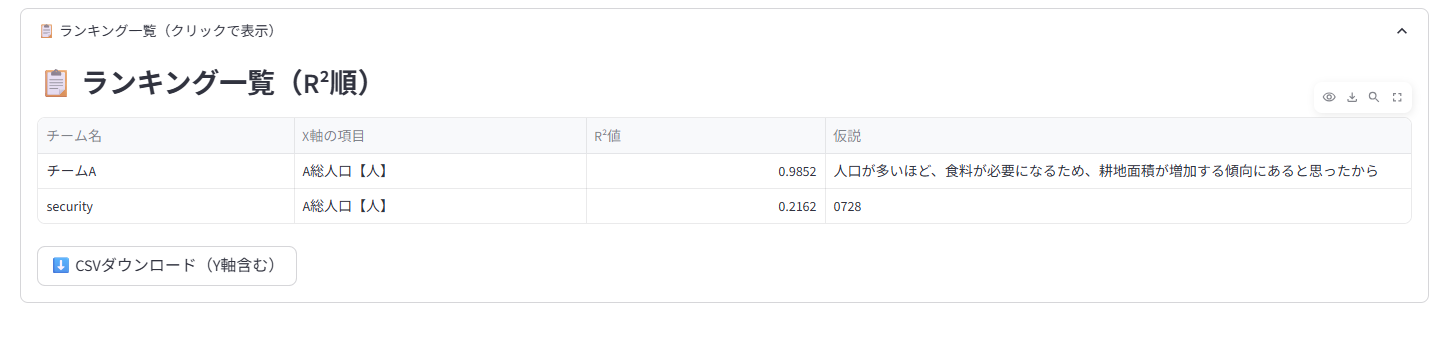 📋 ランキング一覧（クリックで表示）
📋 ランキング一覧（R²順）
チーム名 X軸の項目 R²値 仮説
チームA A総人口【人】 0.9852 人口が多いほど、食料が必要になるため、耕地面積が増加する傾向にあると思ったから
security A総人口【人】 0.2162 0728
⬇️ CSVダウンロード（Y軸含む）